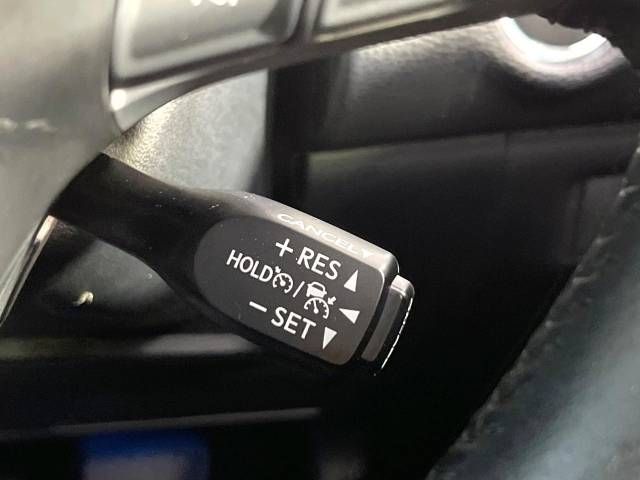 CANCEL
+ RES ▲
HOLD / ◀
− SET ▼